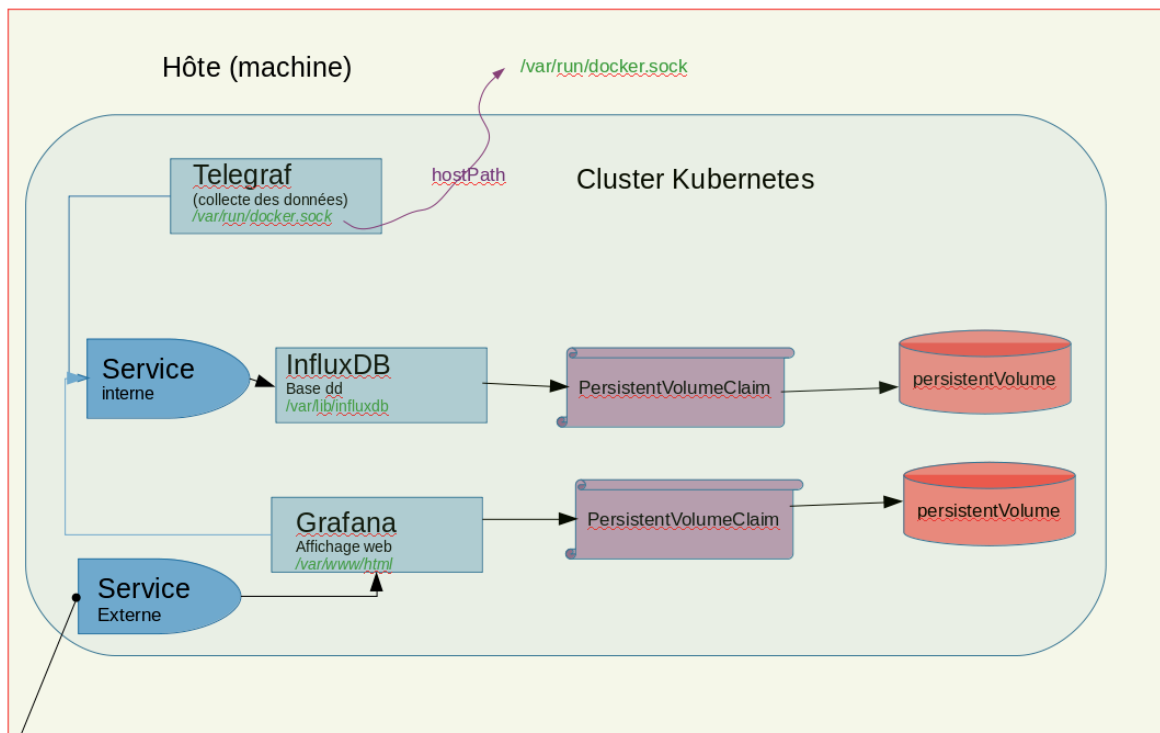 Hôte (machine)
/var/run/docker.sock
Telegraf
(collecte des données)
/var/run/docker.sock
hostPath
Cluster Kubernetes
Service
interne
InfluxDB
Base dd
/var/lib/influxdb
PersistentVolumeClaim
persistentVolume
Grafana
Affichage web
/var/www/html
PersistentVolumeClaim
persistentVolume
Service
Externe